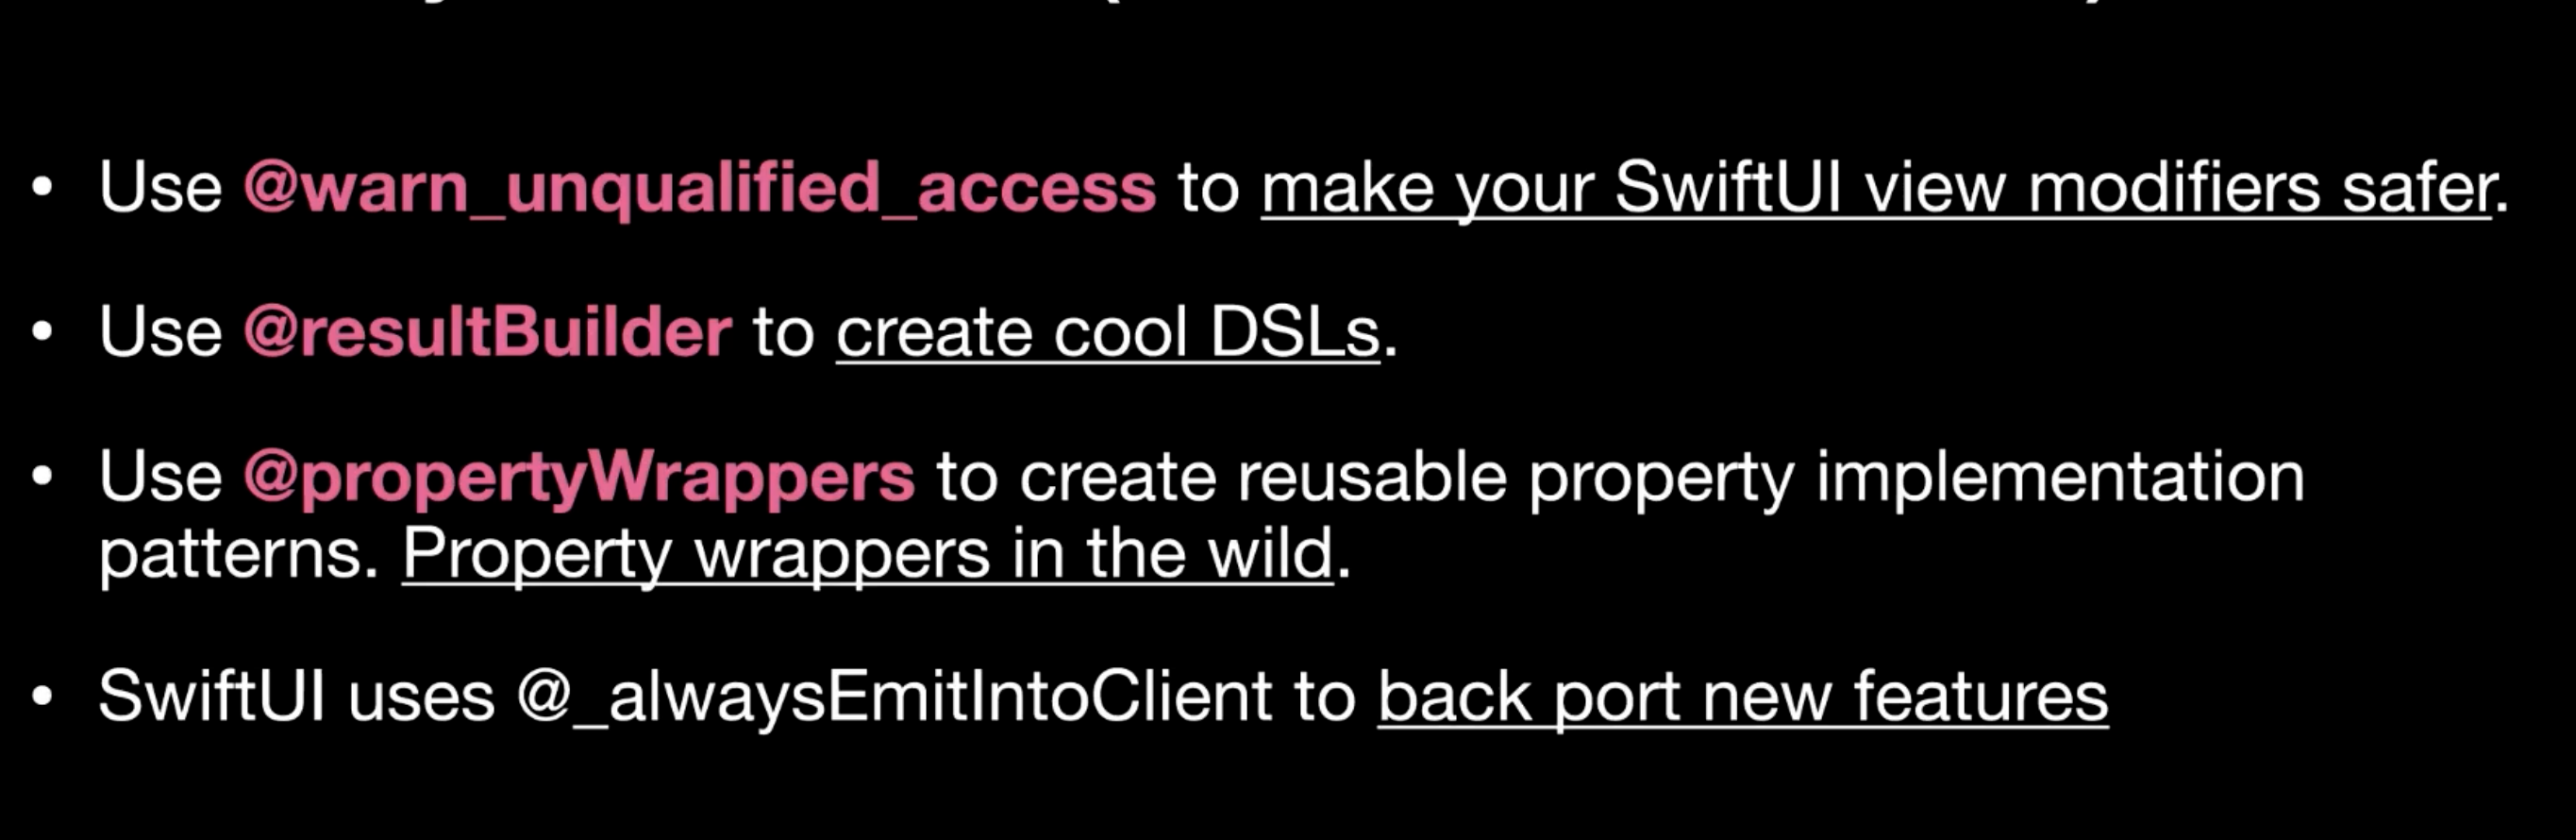 • Use @warn_unqualified_access to make your SwiftUI view modifiers safer.
• Use @resultBuilder to create cool DSLs.
• Use @propertyWrappers to create reusable property implementation
patterns. Property wrappers in the wild.
• SwiftUI uses @_alwaysEmitIntoClient to back port new features